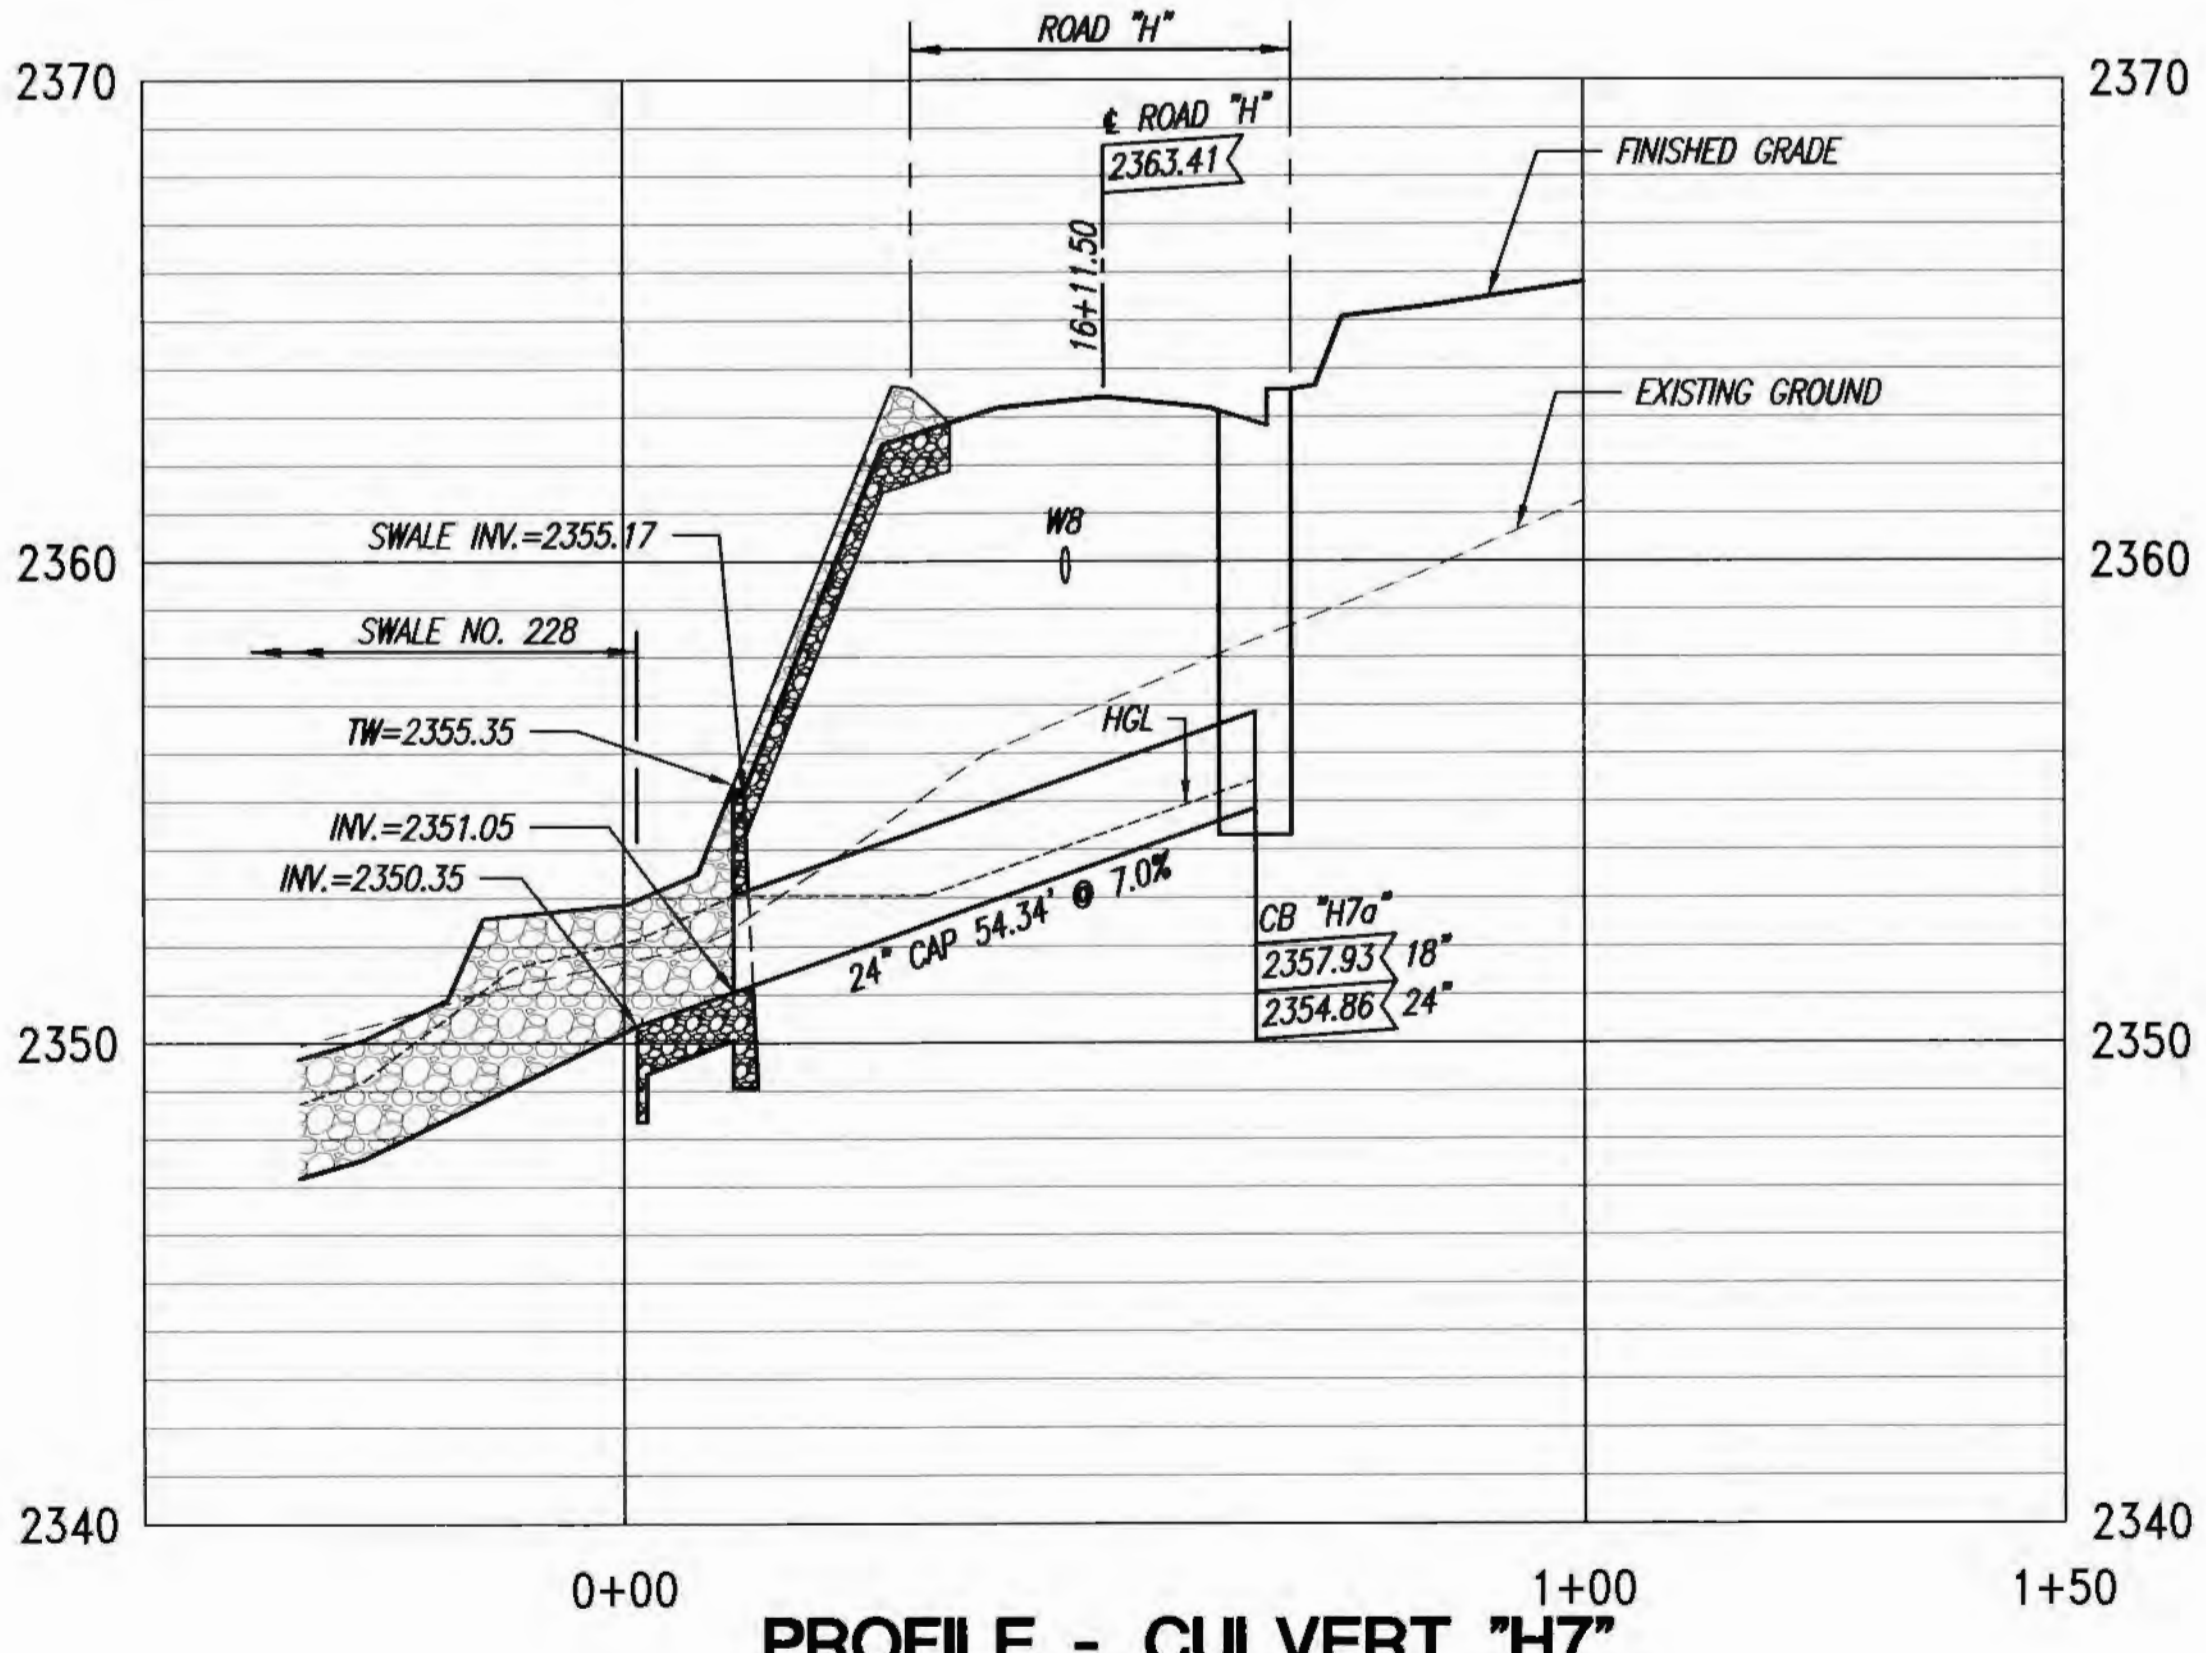 ROAD "H"
2370
2370
℄ ROAD "H"
2363.41
FINISHED GRADE
16+11.50
EXISTING GROUND
W8
SWALE INV.=2355.17
2360
2360
SWALE NO. 228
HGL
TW=2355.35
INV.=2351.05
INV.=2350.35
24" CAP 54.34' @ 7.0%
CB "H7a"
2357.93 18"
2354.86 24"
2350
2350
2340
2340
0+00
1+00
1+50
PROFILE - CULVERT "H7"